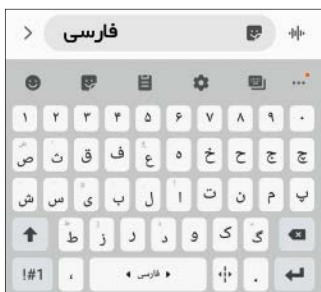 فارسی
۱ ۲ ۳ ۴ ۵ ۶ ۷ ۸ ۹ ۰
ص ث ق ف ع ه خ ح ج چ
ش س ی ب ل ا ت ن م پ
ط ژ ر د و ک گ
!#1 ، فارسی .